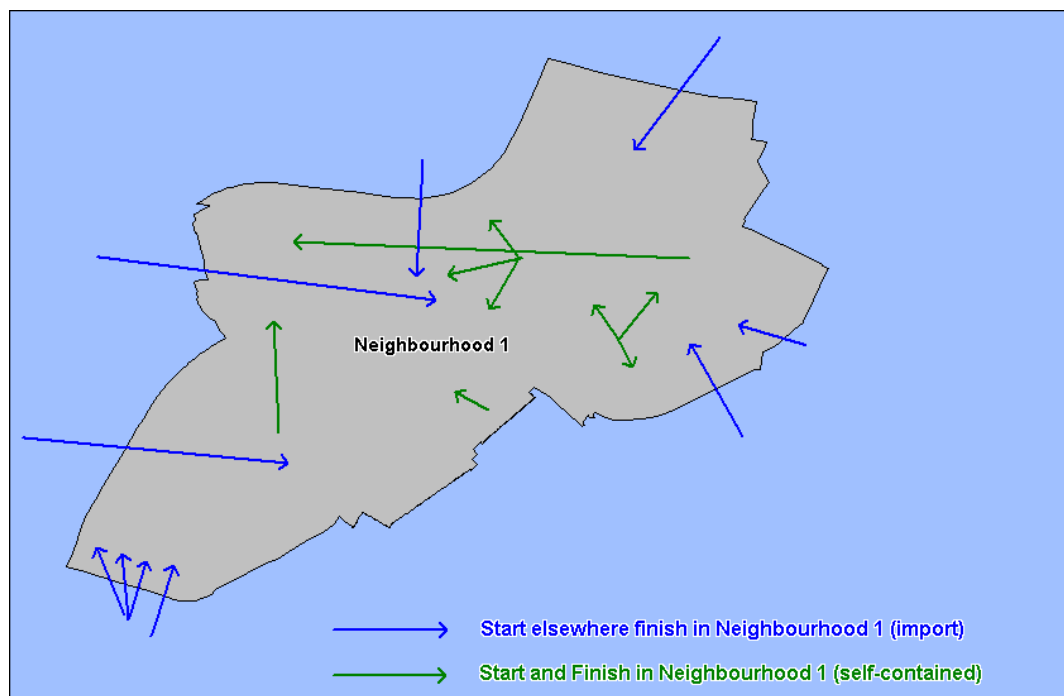 Neighbourhood 1
Start elsewhere finish in Neighbourhood 1 (import)
Start and Finish in Neighbourhood 1 (self-contained)